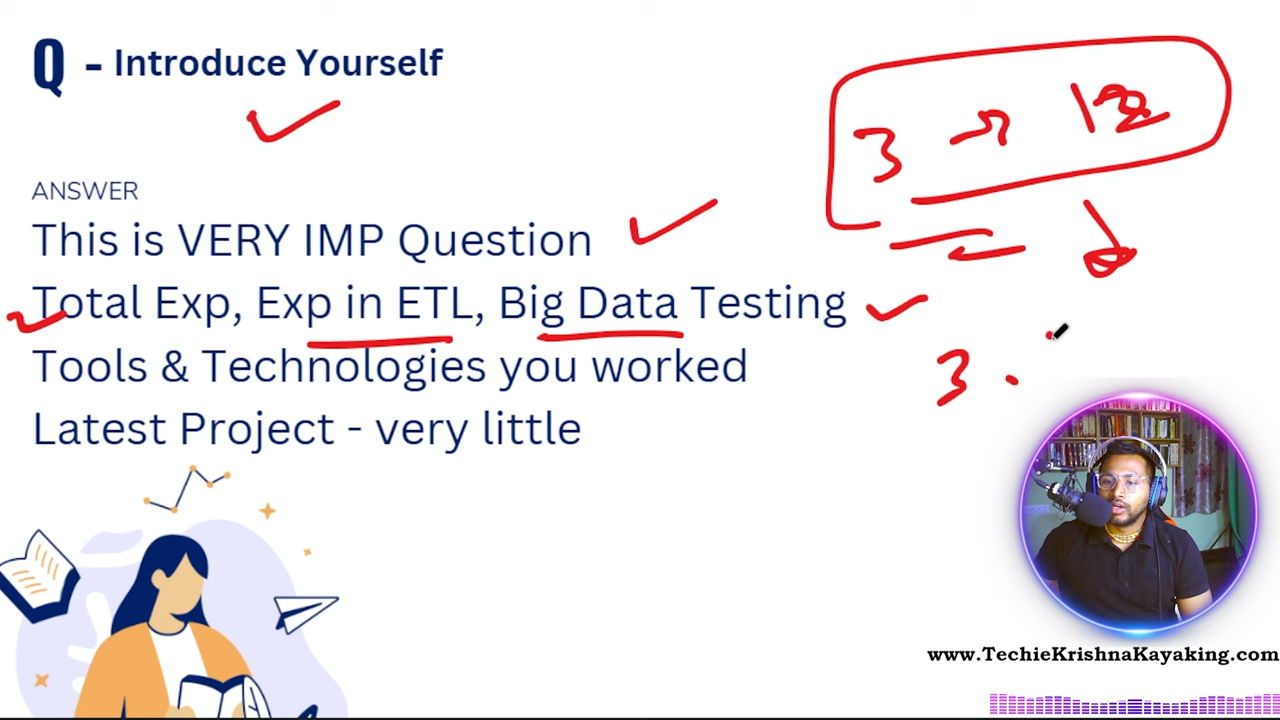 Q - Introduce Yourself
ANSWER
This is VERY IMP Question
Total Exp, Exp in ETL, Big Data Testing
Tools & Technologies you worked
Latest Project - very little
3
3.
www.TechieKrishnaKayaking.com